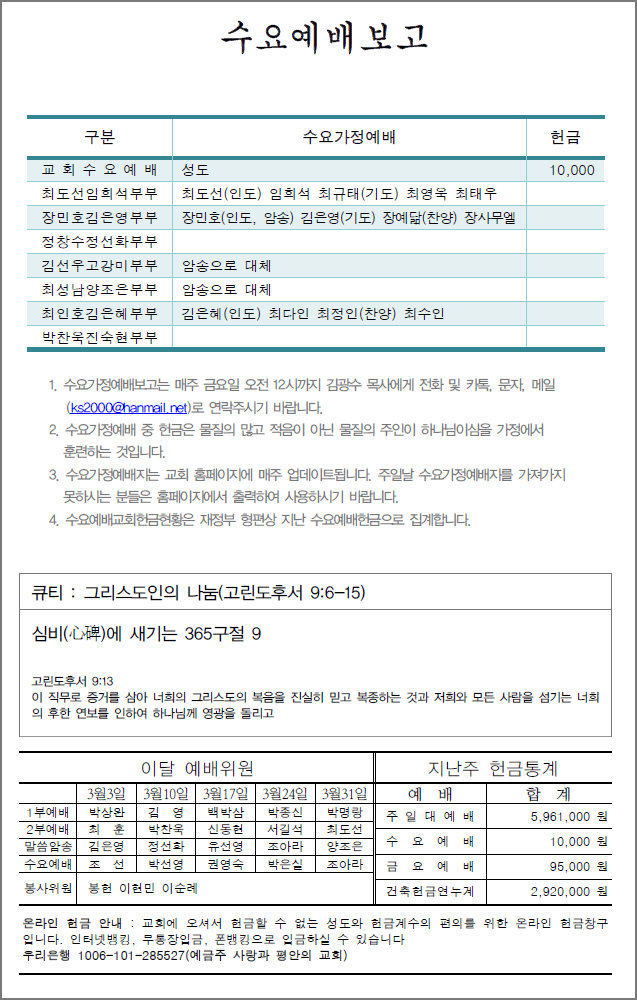 수요예배보고
구분 수요가정예배 헌금
교 회 수 요 예 배 성도 10,000
최도선임희석부부 최도선(인도) 임희석 최규태(기도) 최영욱 최태우
장민호김은영부부 장민호(인도, 암송) 김은영(기도) 장예닮(찬양) 장사무엘
정창수정선화부부
김선우고강미부부 암송으로 대체
최성남양조은부부 암송으로 대체
최인호김은혜부부 김은혜(인도) 최다인 최정인(찬양) 최수인
박찬욱진숙현부부
1. 수요가정예배보고는 매주 금요일 오전 12시까지 김광수 목사에게 전화 및 카톡, 문자, 메일
(ks2000@hanmail.net)로 연락주시기 바랍니다.
2. 수요가정예배 중 헌금은 물질의 많고 적음이 아닌 물질의 주인이 하나님이심을 가정에서
훈련하는 것입니다.
3. 수요가정예배지는 교회 홈페이지에 매주 업데이트됩니다. 주일날 수요가정예배지를 가져가지
못하시는 분들은 홈페이지에서 출력하여 사용하시기 바랍니다.
4. 수요예배교회헌금현황은 재정부 형편상 지난 수요예배헌금으로 집계합니다.
큐티 : 그리스도인의 나눔(고린도후서 9:6-15)
심비(心碑)에 새기는 365구절 9
고린도후서 9:13
이 직무로 증거를 삼아 너희의 그리스도의 복음을 진실히 믿고 복종하는 것과 저희와 모든 사람을 섬기는 너희
의 후한 연보를 인하여 하나님께 영광을 돌리고
이달 예배위원
3월3일 3월10일 3월17일 3월24일 3월31일
1부예배 박상완 김 영 백박삼 박종신 박명랑
2부예배 최 훈 박찬욱 신동현 서길석 최도선
말씀암송 김은영 정선화 유선영 조아라 양조은
수요예배 조 선 박선영 권영숙 박은실 조아라
봉사위원 봉헌 이현민 이순례
지난주 헌금통계
예 배 합 계
주 일 대 예 배 5,961,000 원
수 요 예 배 10,000 원
금 요 예 배 95,000 원
건축헌금연누계 2,920,000 원
온라인 헌금 안내 : 교회에 오셔서 헌금할 수 없는 성도와 헌금계수의 편의를 위한 온라인 헌금창구
입니다. 인터넷뱅킹, 무통장입금, 폰뱅킹으로 입금하실 수 있습니다
우리은행 1006-101-285527(예금주 사랑과 평안의 교회)